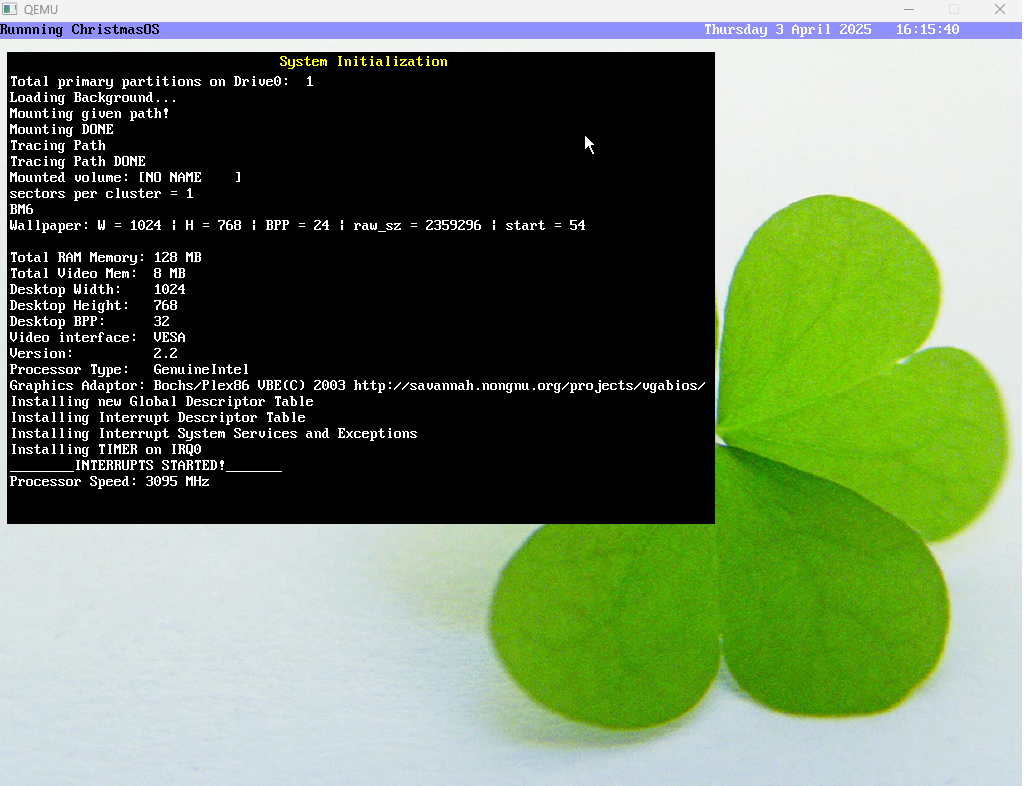 QEMU
Runnning ChristmasOS Thursday 3 April 2025 16:15:40
System Initialization
Total primary partitions on Drive0: 1
Loading Background...
Mounting given path!
Mounting DONE
Tracing Path
Tracing Path DONE
Mounted volume: [NO NAME    ]
sectors per cluster = 1
BM6
Wallpaper: W = 1024 | H = 768 | BPP = 24 | raw_sz = 2359296 | start = 54
Total RAM Memory: 128 MB
Total Video Mem: 8 MB
Desktop Width: 1024
Desktop Height: 768
Desktop BPP: 32
Video interface: VESA
Version: 2.2
Processor Type: GenuineIntel
Graphics Adaptor: Bochs/Plex86 VBE(C) 2003 http://savannah.nongnu.org/projects/vgabios/
Installing new Global Descriptor Table
Installing Interrupt Descriptor Table
Installing Interrupt System Services and Exceptions
Installing TIMER on IRQ0
________INTERRUPTS STARTED!_______
Processor Speed: 3095 MHz